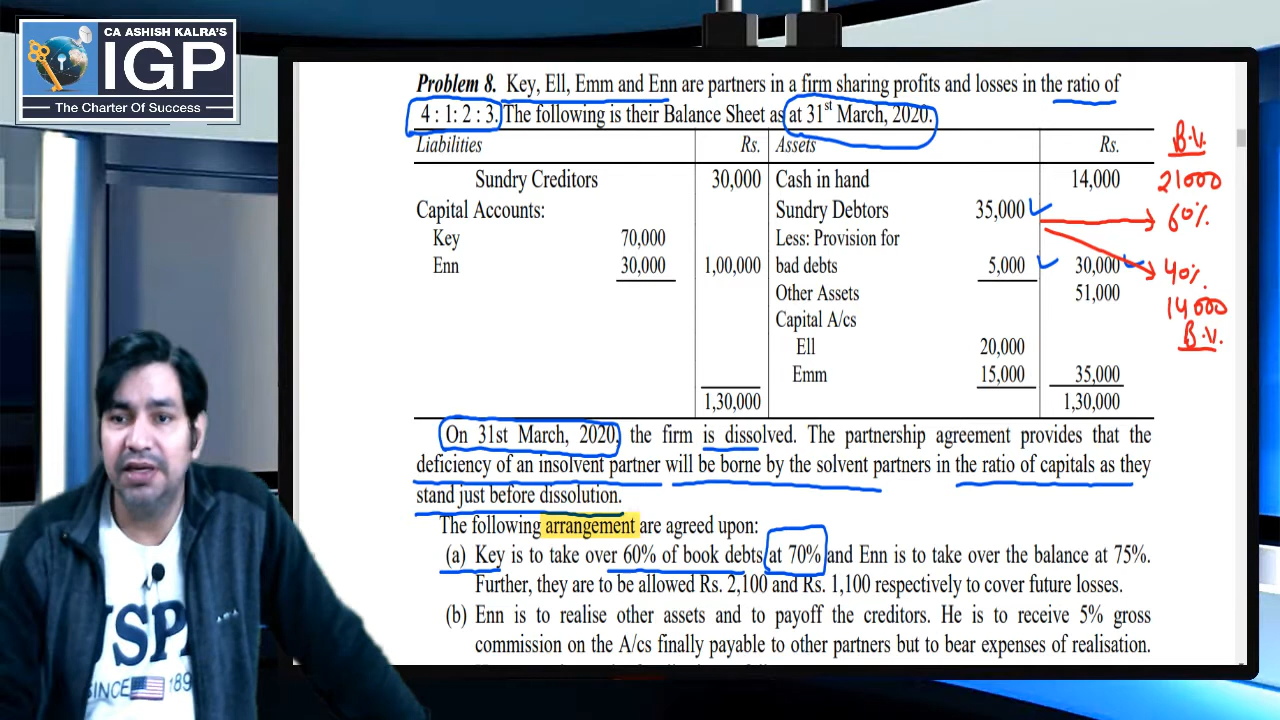 CA ASHISH KALRA'S
IGP
The Charter Of Success
Problem 8. Key, Ell, Emm and Enn are partners in a firm sharing profits and losses in the ratio of
4 : 1: 2 : 3. The following is their Balance Sheet as at 31st March, 2020.
Liabilities Rs. Assets Rs.
Sundry Creditors 30,000 Cash in hand 14,000
Capital Accounts: Sundry Debtors 35,000
Key 70,000 Less: Provision for
Enn 30,000 1,00,000 bad debts 5,000 30,000
Other Assets 51,000
Capital A/cs
Ell 20,000
Emm 15,000 35,000
1,30,000 1,30,000
B.V.
21000
60%
40%
14000
B.V.
On 31st March, 2020, the firm is dissolved. The partnership agreement provides that the
deficiency of an insolvent partner will be borne by the solvent partners in the ratio of capitals as they
stand just before dissolution.
The following arrangement are agreed upon:
(a) Key is to take over 60% of book debts at 70% and Enn is to take over the balance at 75%.
Further, they are to be allowed Rs. 2,100 and Rs. 1,100 respectively to cover future losses.
(b) Enn is to realise other assets and to payoff the creditors. He is to receive 5% gross
commission on the A/cs finally payable to other partners but to bear expenses of realisation.
USPA
SINCE 189